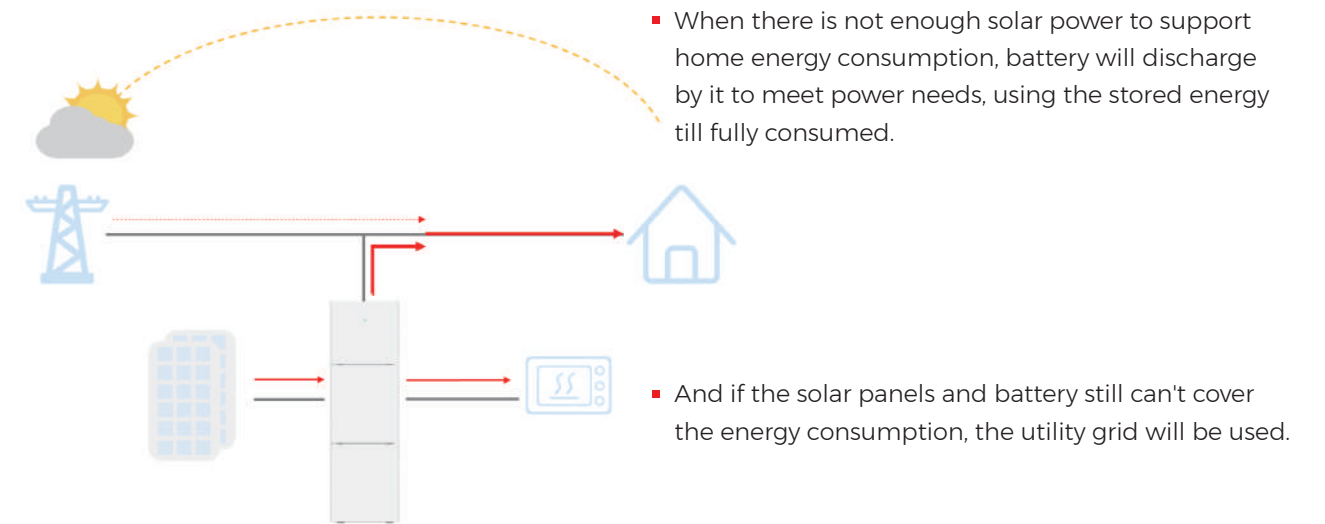 When there is not enough solar power to support
home energy consumption, battery will discharge
by it to meet power needs, using the stored energy
till fully consumed.
And if the solar panels and battery still can't cover
the energy consumption, the utility grid will be used.